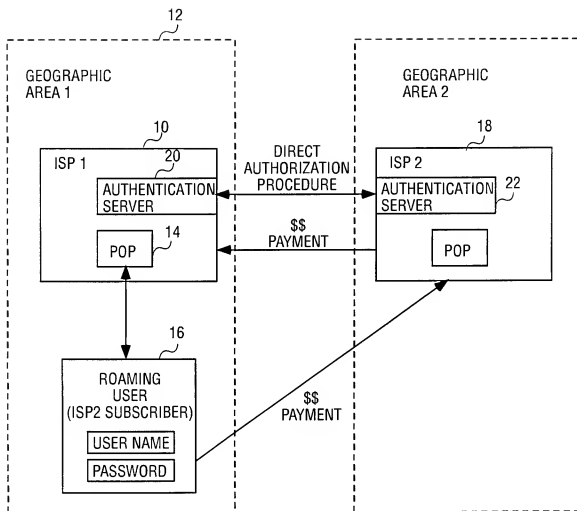 12
GEOGRAPHIC
AREA 1
10
ISP 1
20
AUTHENTICATION
SERVER
14
POP
DIRECT
AUTHORIZATION
PROCEDURE
$$
PAYMENT
GEOGRAPHIC
AREA 2
18
ISP 2
AUTHENTICATION
SERVER
22
POP
16
ROAMING
USER
(ISP2 SUBSCRIBER)
USER NAME
PASSWORD
$$
PAYMENT